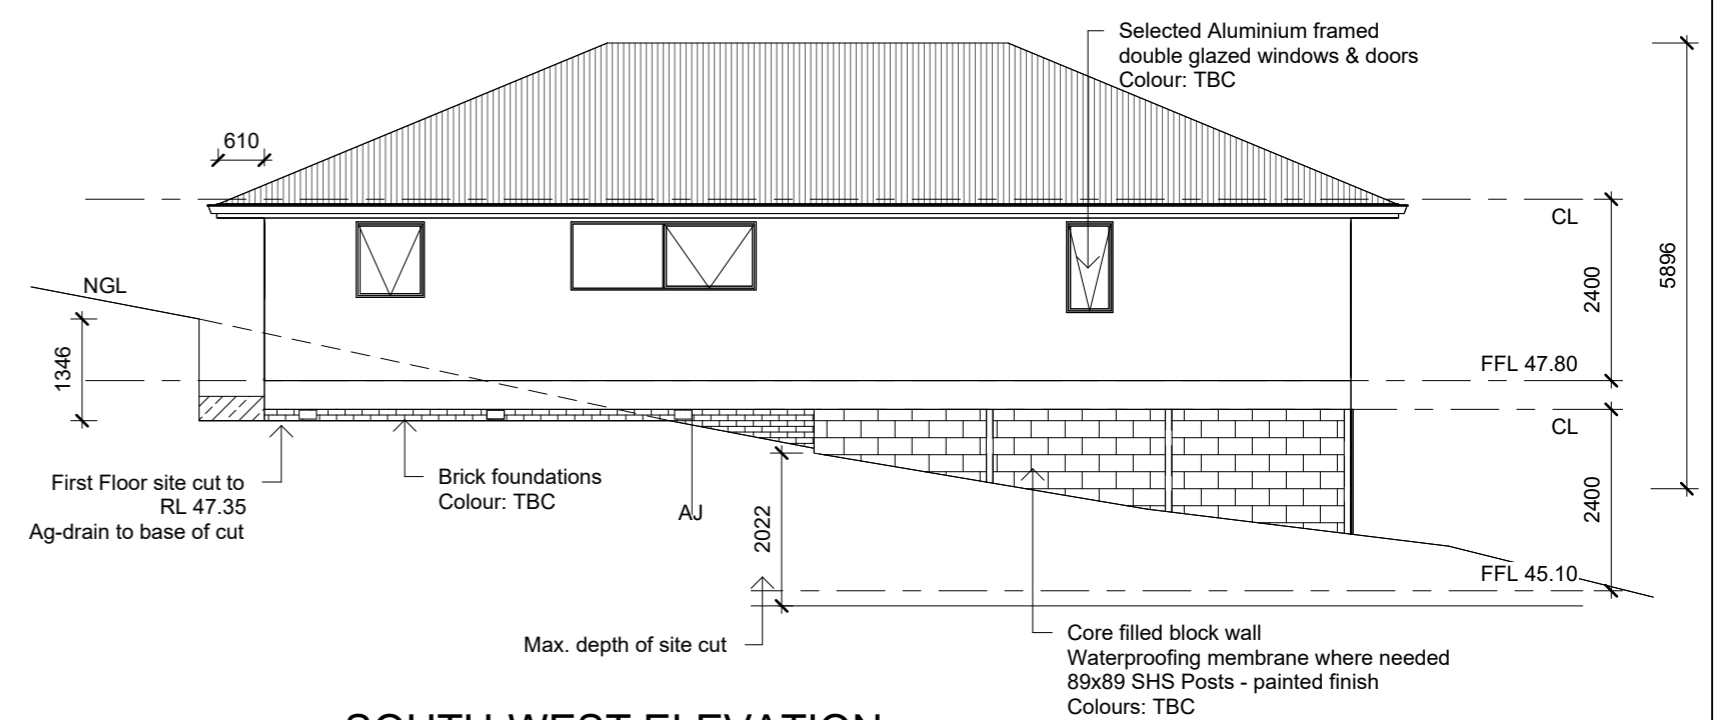 Selected Aluminium framed
double glazed windows & doors
Colour: TBC
610
CL
5896
2400
NGL
FFL 47.80
1346
CL
First Floor site cut to
RL 47.35
Ag-drain to base of cut
Brick foundations
Colour: TBC
AJ
2022
2400
FFL 45.10
Max. depth of site cut
Core filled block wall
Waterproofing membrane where needed
89x89 SHS Posts - painted finish
Colours: TBC
SOUTH-WEST ELEVATION